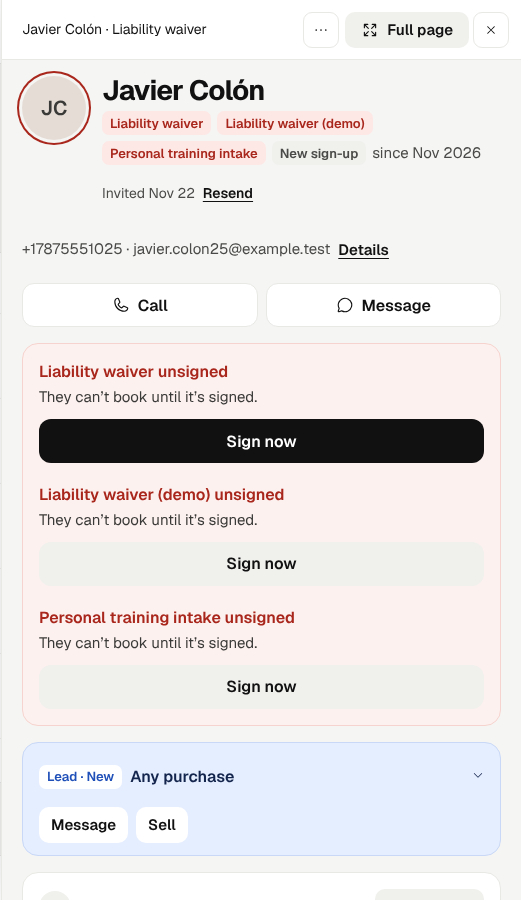 Javier Colón · Liability waiver
...
Full page
JC
Javier Colón
Liability waiver
Liability waiver (demo)
Personal training intake
New sign-up
since Nov 2026
Invited Nov 22 Resend
+17875551025 · javier.colon25@example.test Details
Call
Message
Liability waiver unsigned
They can’t book until it’s signed.
Sign now
Liability waiver (demo) unsigned
They can’t book until it’s signed.
Sign now
Personal training intake unsigned
They can’t book until it’s signed.
Sign now
Lead · New Any purchase
Message
Sell